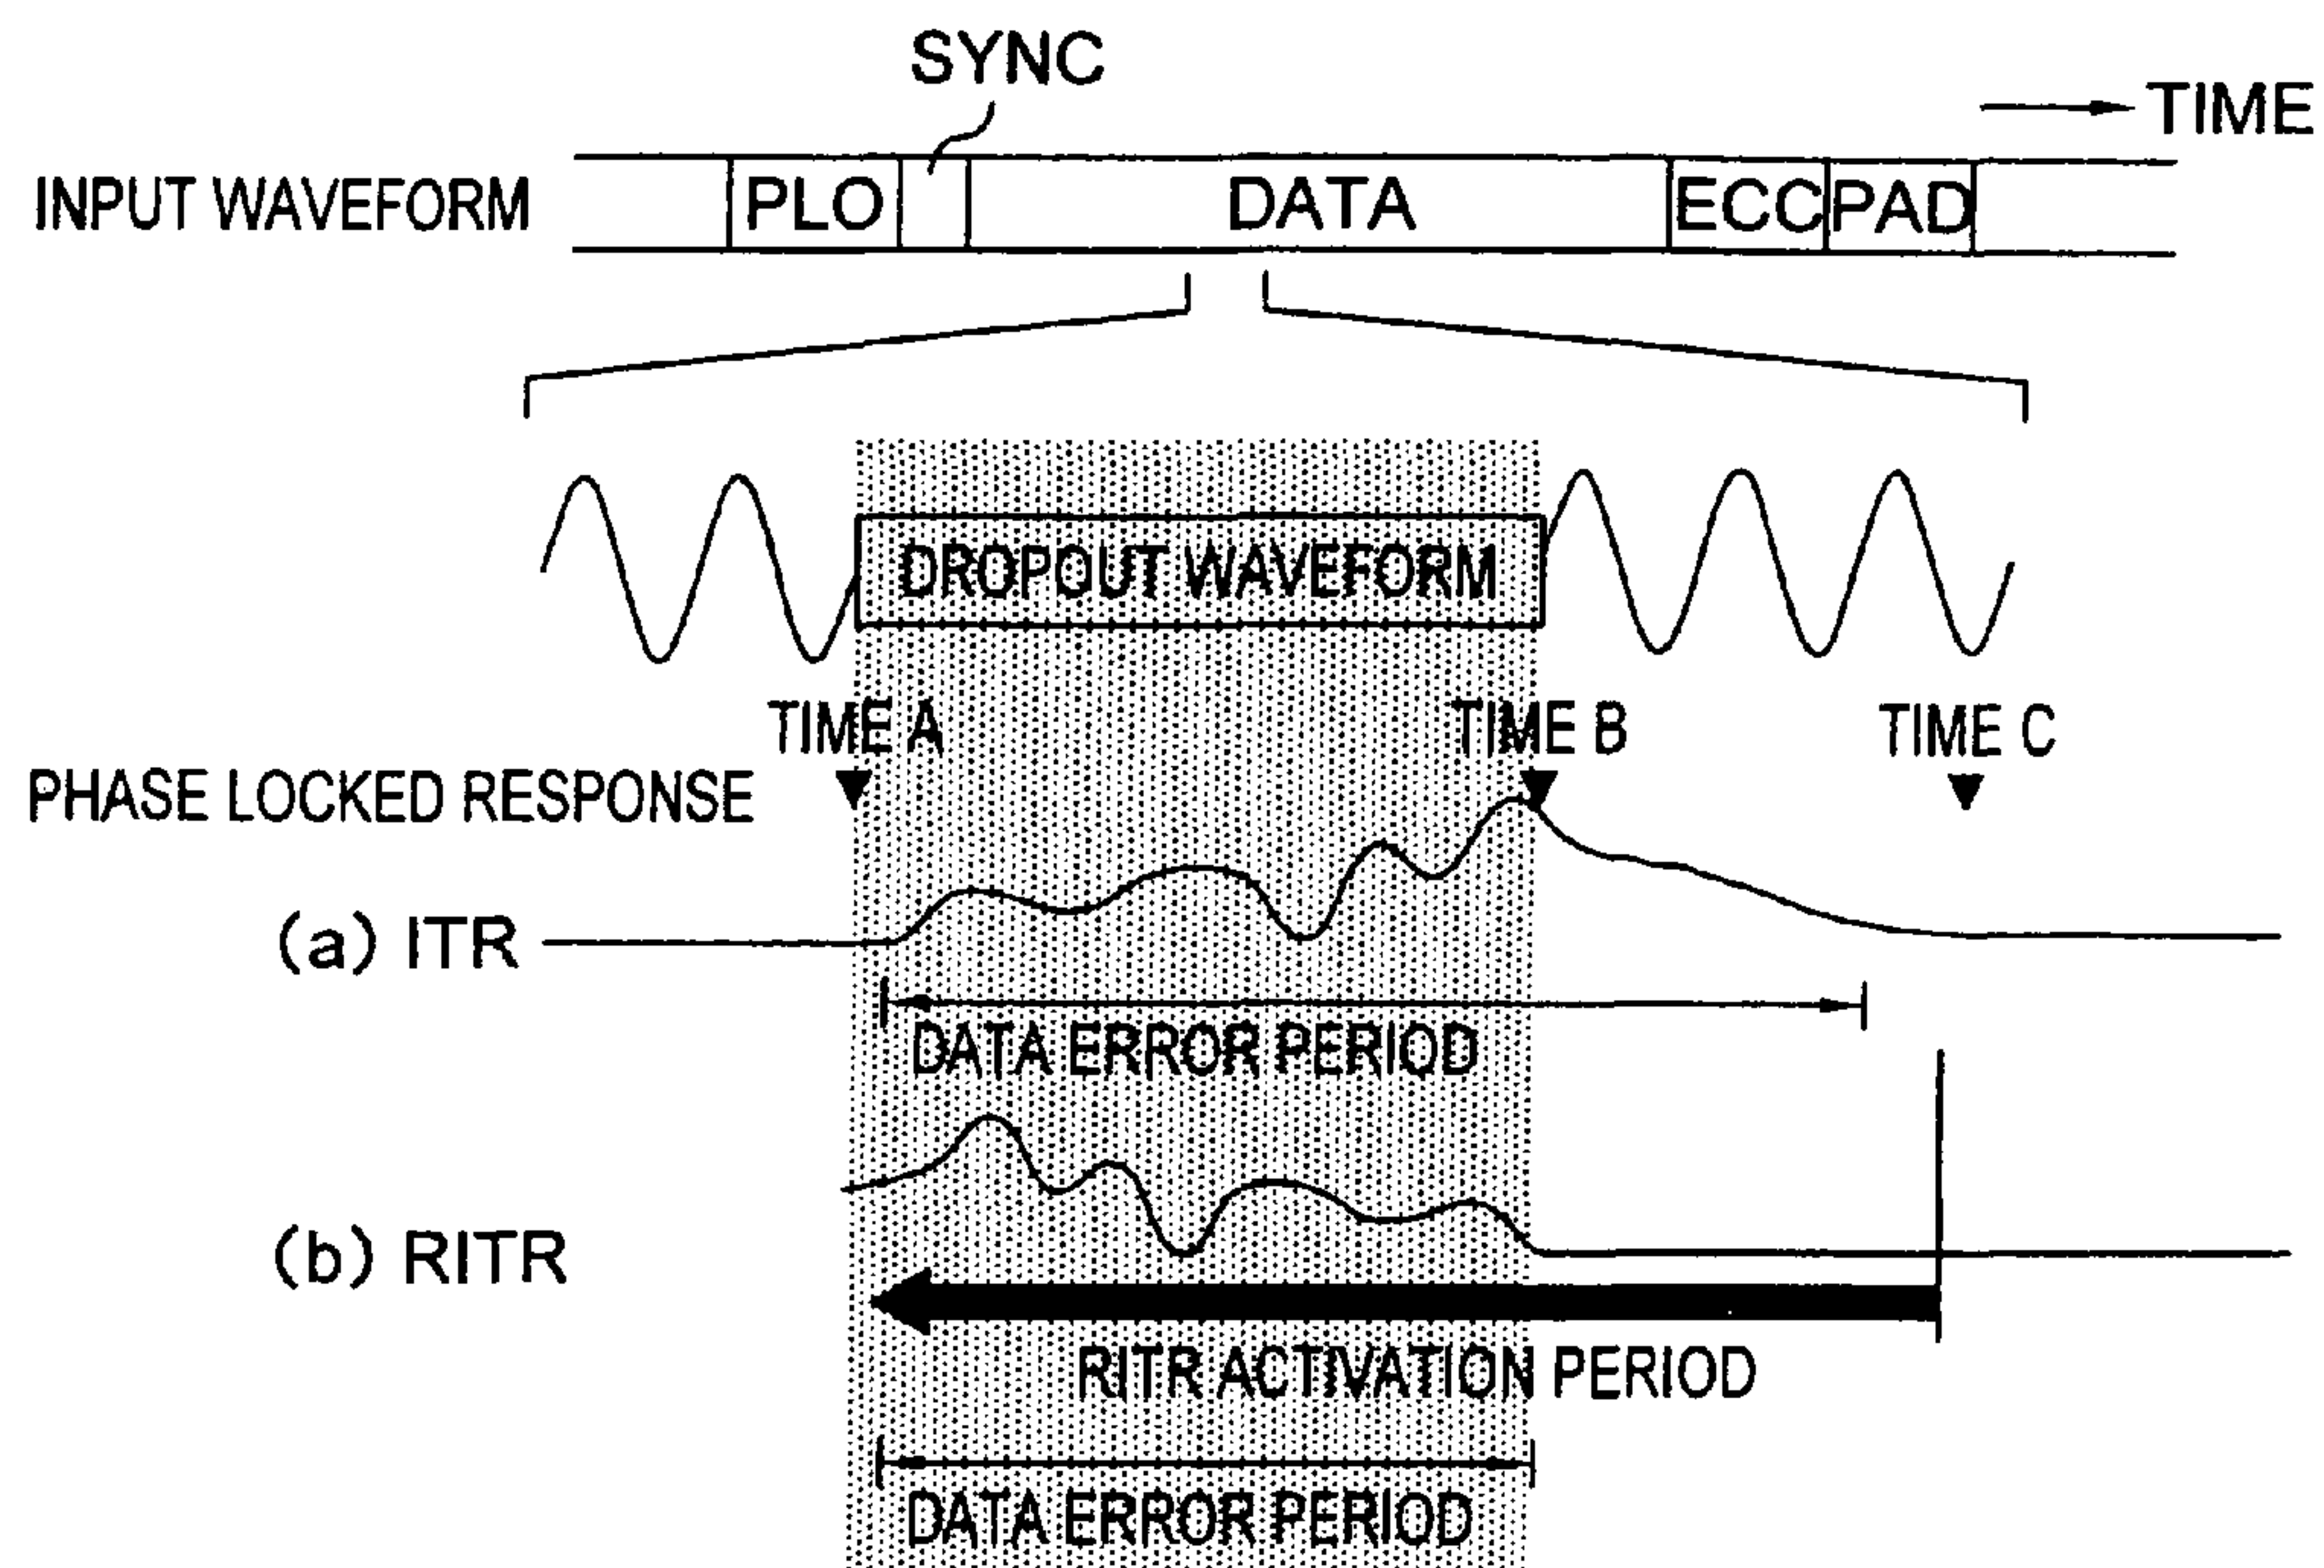 SYNC
TIME
INPUT WAVEFORM
PLO
DATA
ECC
PAD
DROPOUT WAVEFORM
TIME A
TIME B
TIME C
PHASE LOCKED RESPONSE
(a) ITR
DATA ERROR PERIOD
(b) RITR
RITR ACTIVATION PERIOD
DATA ERROR PERIOD